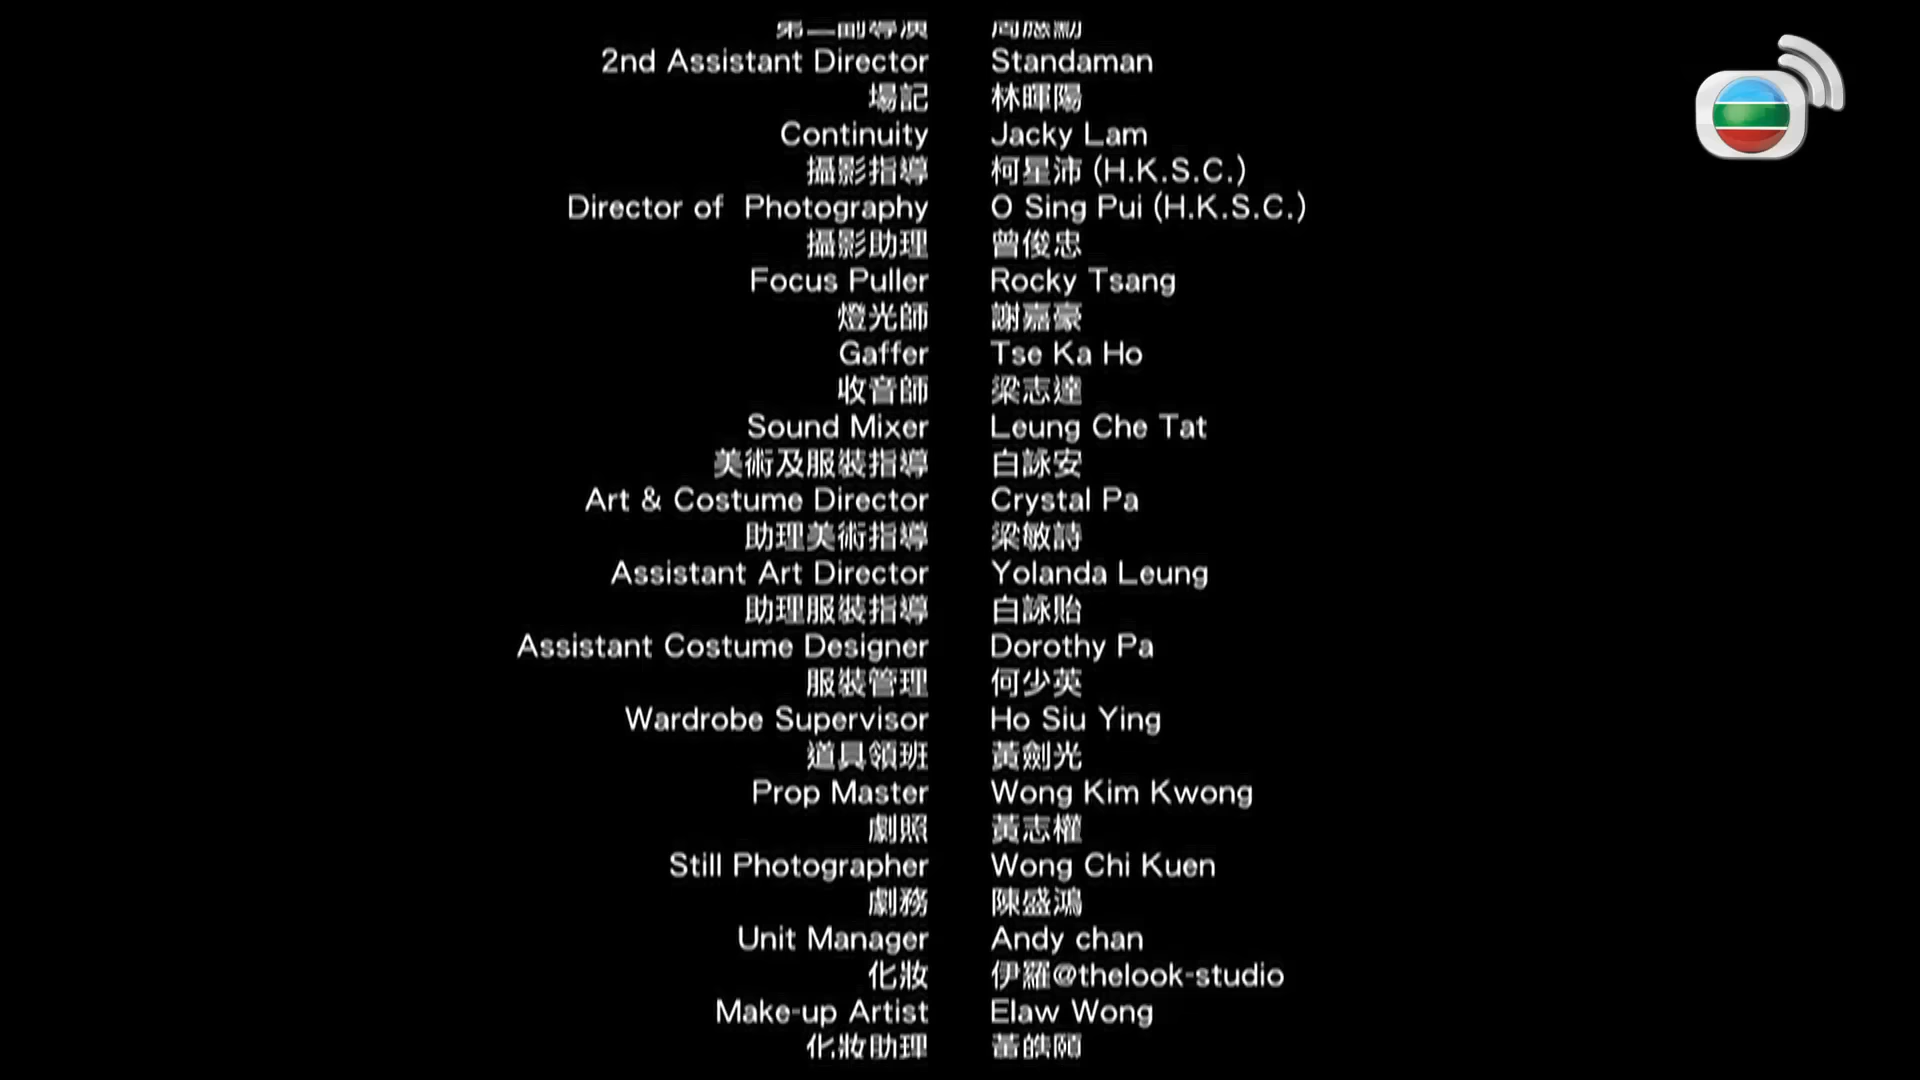 第二副導演 周應勳
2nd Assistant Director Standaman
場記 林暉陽
Continuity Jacky Lam
攝影指導 柯星沛 (H.K.S.C.)
Director of Photography O Sing Pui (H.K.S.C.)
攝影助理 曾俊忠
Focus Puller Rocky Tsang
燈光師 謝嘉豪
Gaffer Tse Ka Ho
收音師 梁志達
Sound Mixer Leung Che Tat
美術及服裝指導 白詠安
Art & Costume Director Crystal Pa
助理美術指導 梁敏詩
Assistant Art Director Yolanda Leung
助理服裝指導 白詠貽
Assistant Costume Designer Dorothy Pa
服裝管理 何少英
Wardrobe Supervisor Ho Siu Ying
道具領班 黃劍光
Prop Master Wong Kim Kwong
劇照 黃志權
Still Photographer Wong Chi Kuen
劇務 陳盛鴻
Unit Manager Andy chan
化妝 伊羅@thelook-studio
Make-up Artist Elaw Wong
化妝助理